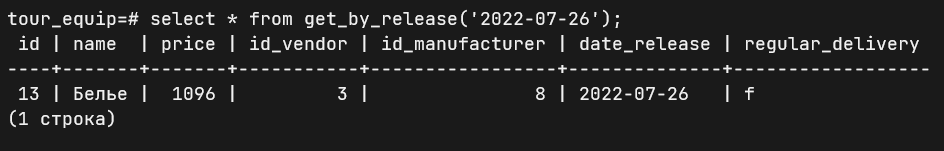 tour_equip=# select * from get_by_release('2022-07-26');
 id | name  | price | id_vendor | id_manufacturer | date_release | regular_delivery
----+-------+-------+-----------+-----------------+--------------+------------------
 13 | Белье |  1096 |         3 |               8 | 2022-07-26   | f
(1 строка)